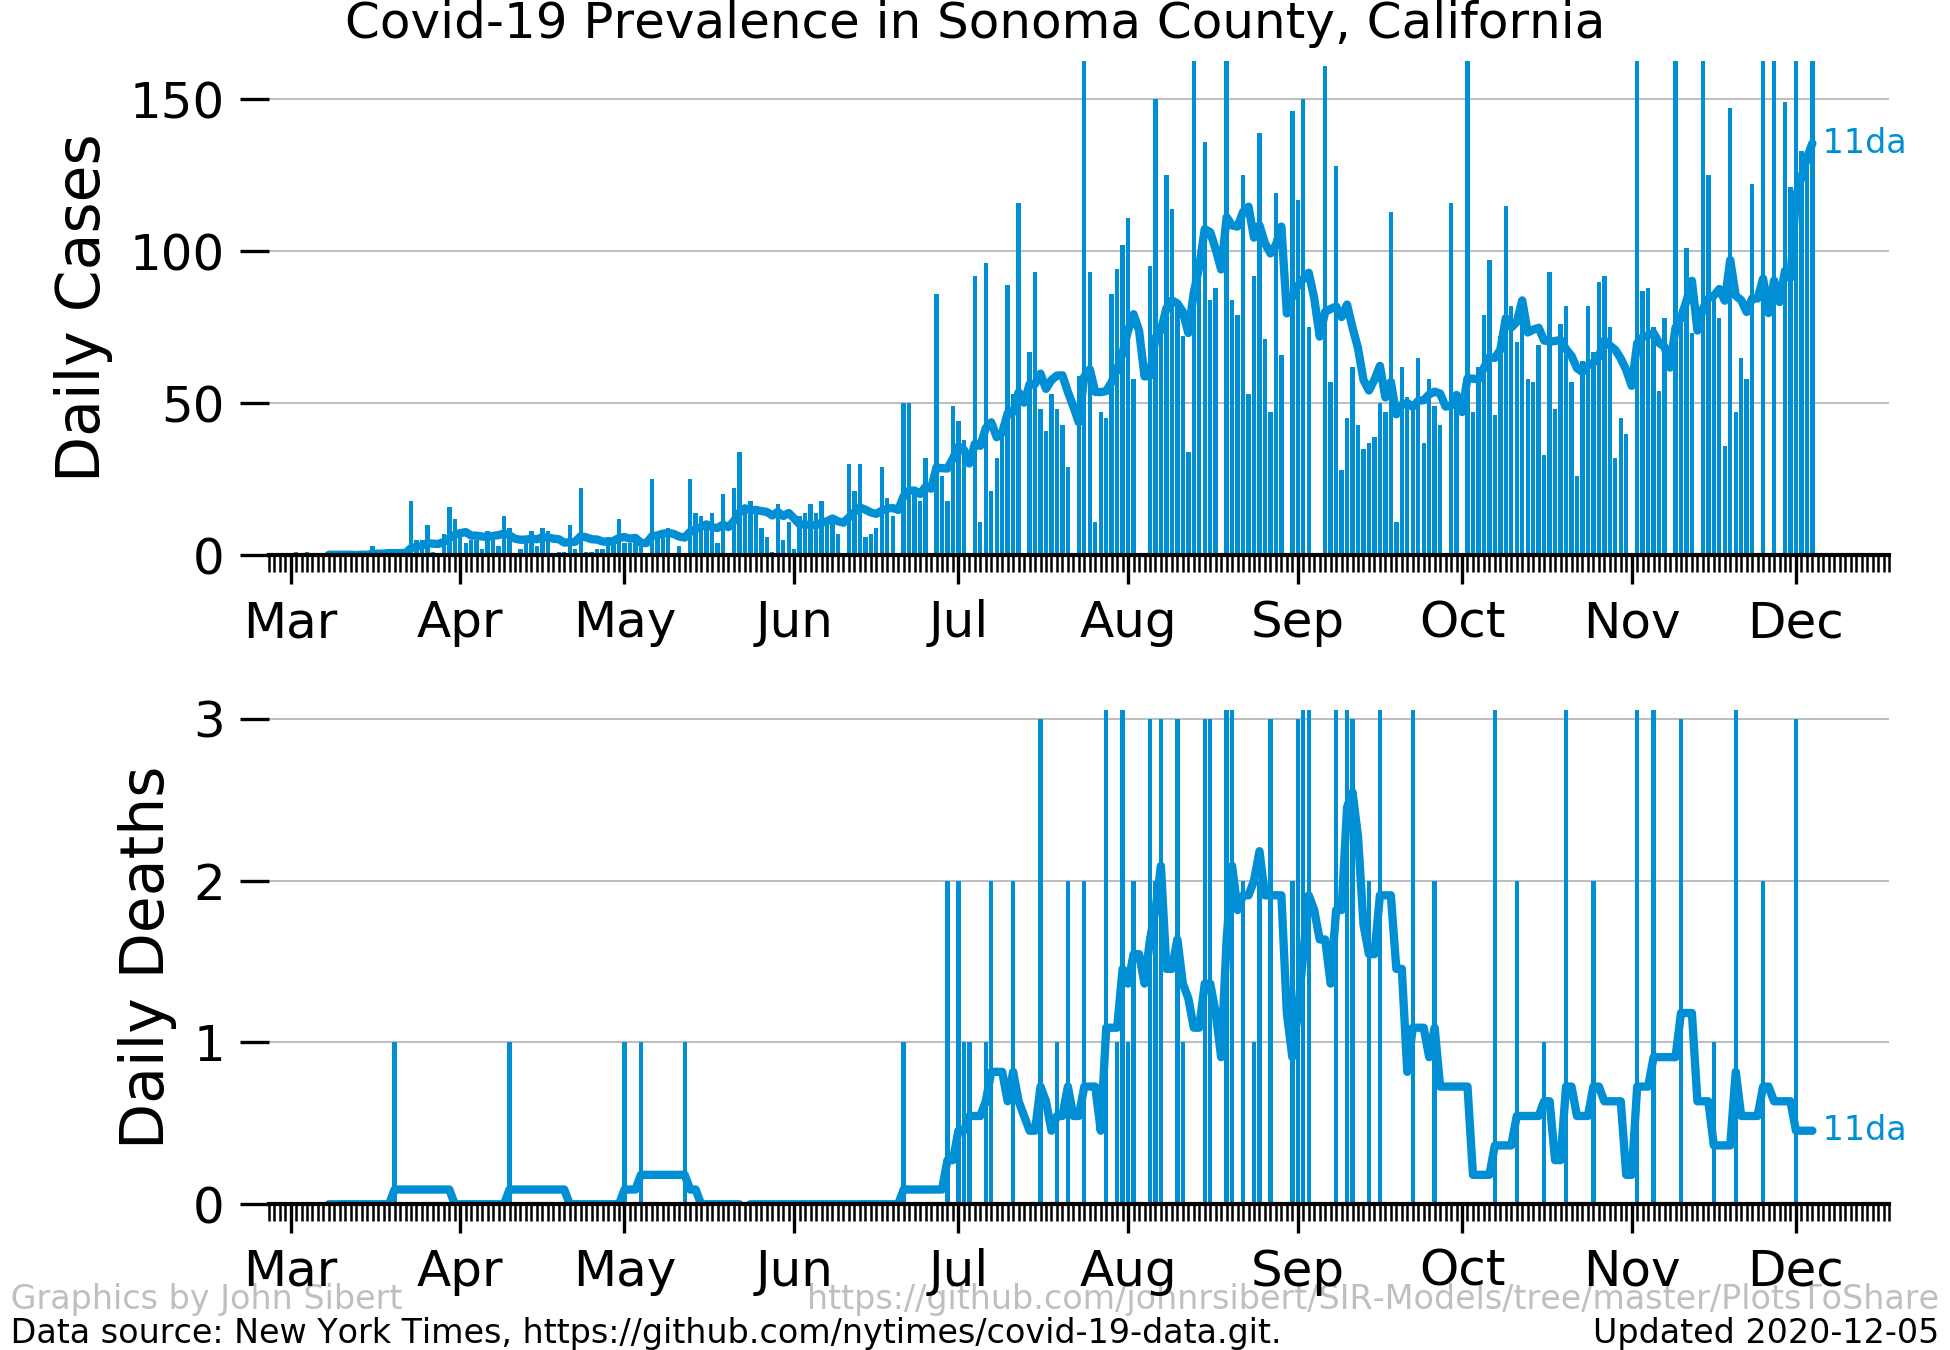 Covid-19 Prevalence in Sonoma County, California
Daily Cases
150
100
50
0
11da
Mar Apr May Jun Jul Aug Sep Oct Nov Dec
Daily Deaths
3
2
1
0
11da
Mar Apr May Jun Jul Aug Sep Oct Nov Dec
Graphics by John Sibert https://github.com/johnrsibert/SIR-Models/tree/master/PlotsToShare
Data source: New York Times, https://github.com/nytimes/covid-19-data.git. Updated 2020-12-05